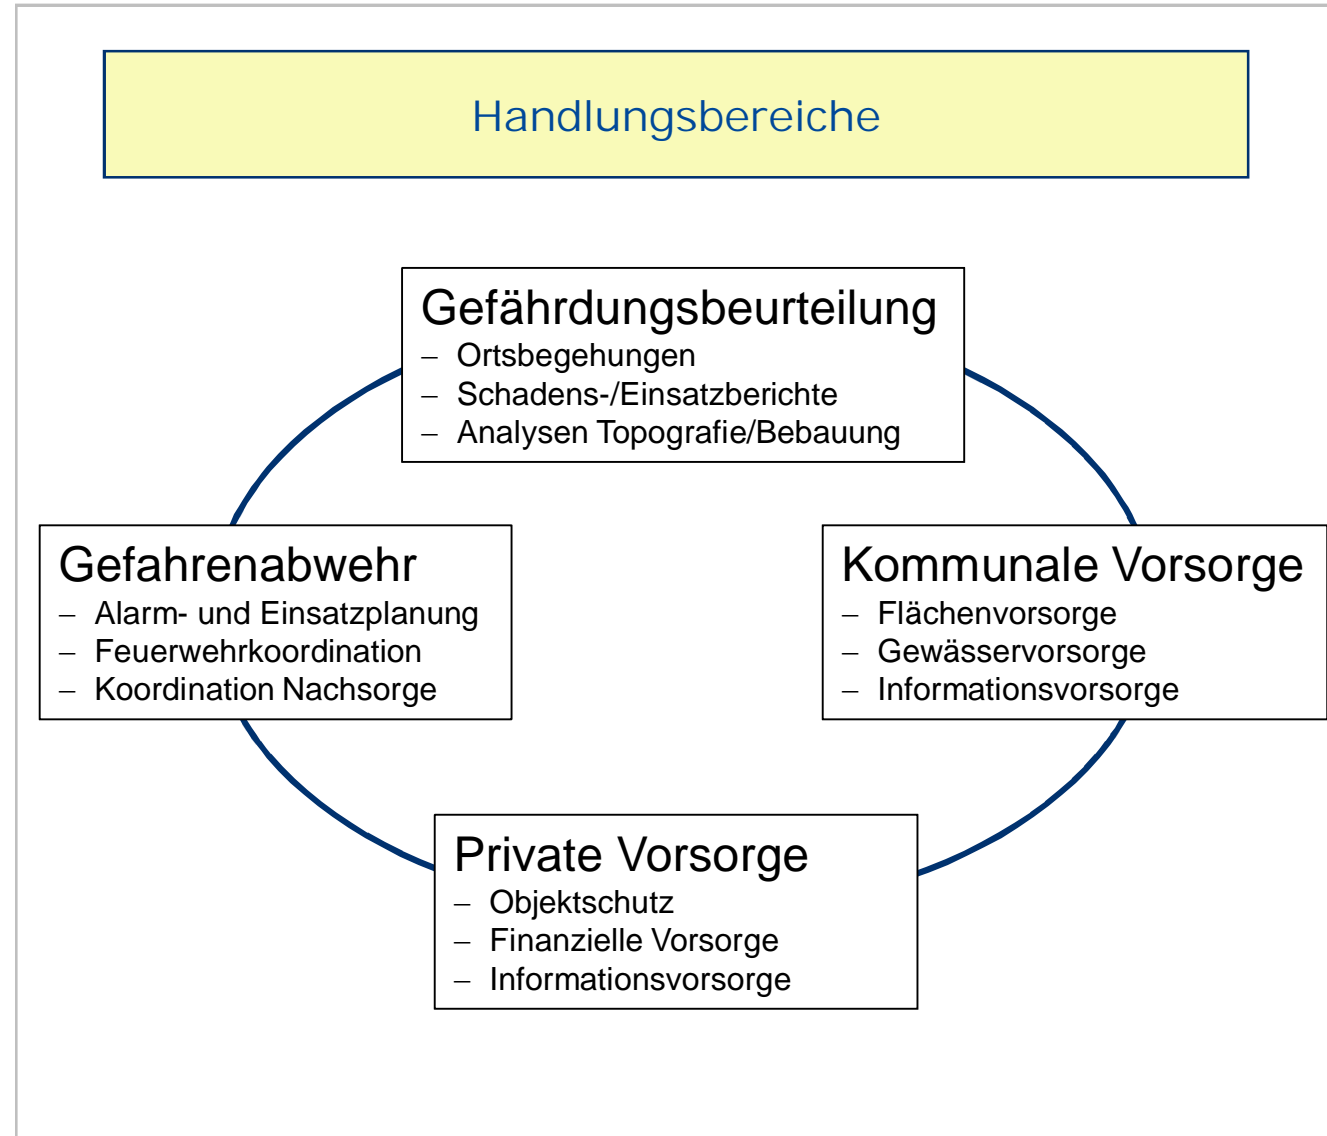 Handlungsbereiche
Gefährdungsbeurteilung
– Ortsbegehungen
– Schadens-/Einsatzberichte
– Analysen Topografie/Bebauung
Gefahrenabwehr
– Alarm- und Einsatzplanung
– Feuerwehrkoordination
– Koordination Nachsorge
Kommunale Vorsorge
– Flächenvorsorge
– Gewässervorsorge
– Informationsvorsorge
Private Vorsorge
– Objektschutz
– Finanzielle Vorsorge
– Informationsvorsorge